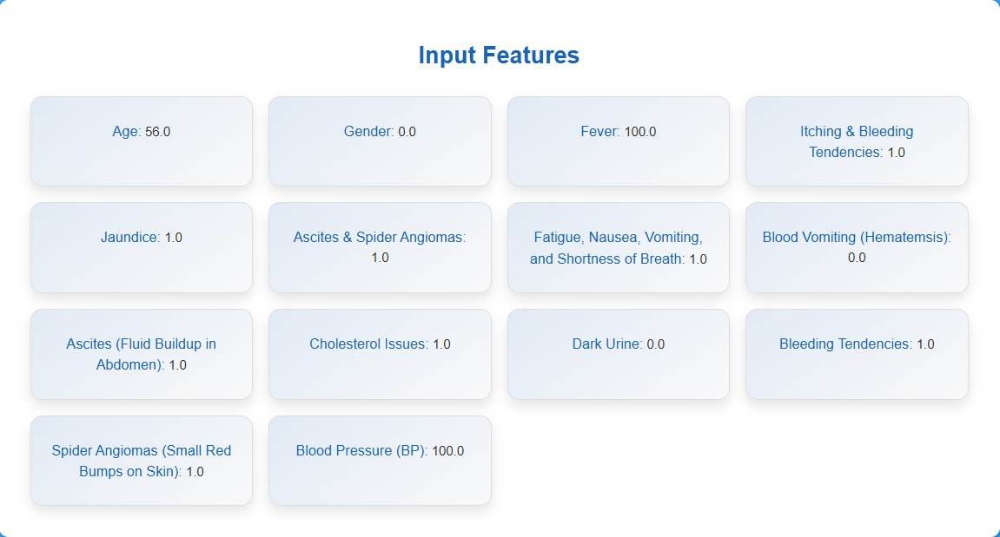 Input Features
Age: 56.0
Gender: 0.0
Fever: 100.0
Itching & Bleeding
Tendencies: 1.0
Jaundice: 1.0
Ascites & Spider Angiomas:
1.0
Fatigue, Nausea, Vomiting,
and Shortness of Breath: 1.0
Blood Vomiting (Hematemsis):
0.0
Ascites (Fluid Buildup in
Abdomen): 1.0
Cholesterol Issues: 1.0
Dark Urine: 0.0
Bleeding Tendencies: 1.0
Spider Angiomas (Small Red
Bumps on Skin): 1.0
Blood Pressure (BP): 100.0